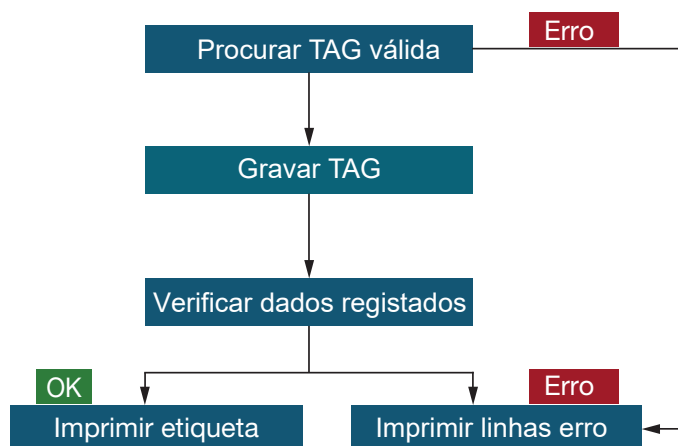 Erro
Procurar TAG válida
Gravar TAG
Verificar dados registados
OK
Erro
Imprimir etiqueta
Imprimir linhas erro